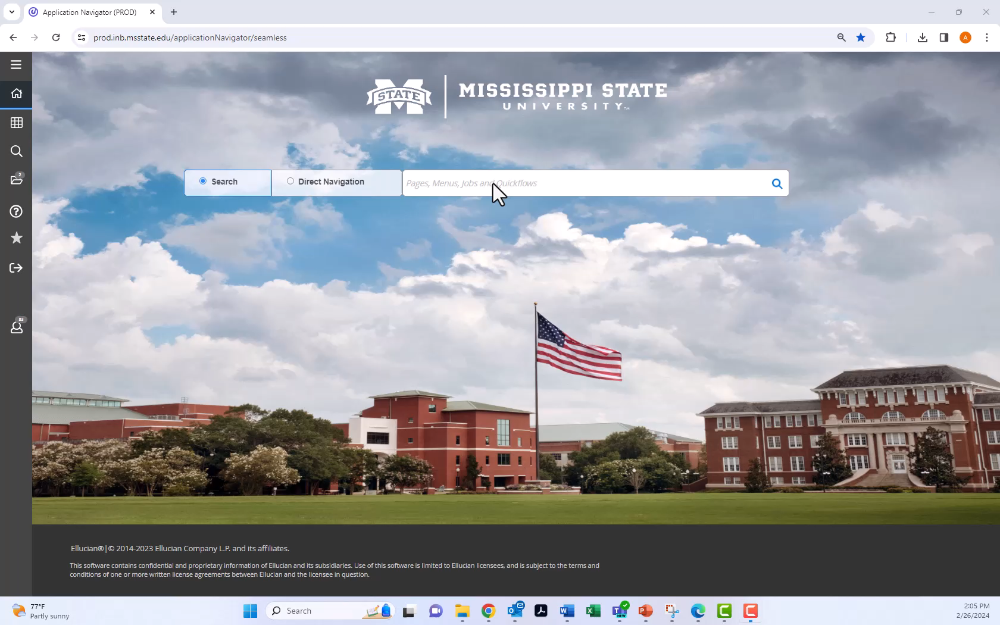 Application Navigator (PROD)
prod.inb.msstate.edu/applicationNavigator/seamless
A
STATE
MISSISSIPPI STATE
UNIVERSITY™
2
Search
Direct Navigation
Pages, Menus, Jobs and Quickflows
83
Ellucian®|© 2014-2023 Ellucian Company L.P. and its affiliates.
This software contains confidential and proprietary information of Ellucian and its subsidiaries. Use of this software is limited to Ellucian licensees, and is subject to the terms and
conditions of one or more written license agreements between Ellucian and the licensee in question.
77°F
Partly sunny
Search
NEW
2:05 PM
2/26/2024